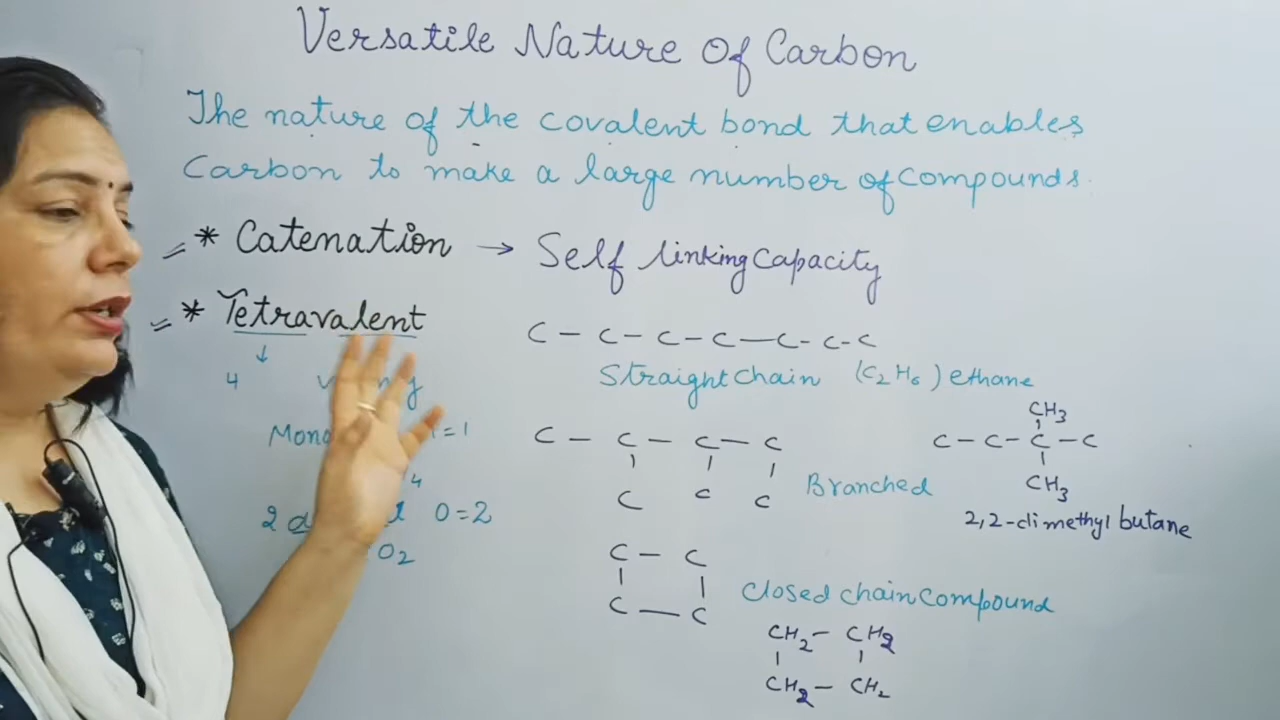 Versatile Nature Of Carbon
The nature of the covalent bond that enables
Carbon to make a large number of compounds.
* Catenation → Self linking Capacity
* Tetravalent
↓
4
C - C - C - C - C - C - C
Straight chain (C2H6) ethane
Mono
=1
C - C - C - C
C C C
Branched
CH3
C - C - C - C
CH3
2,2-dimethyl butane
4
2 d
O=2
O2
C - C
C - C
Closed chain compound
CH2 - CH2
CH2 - CH2